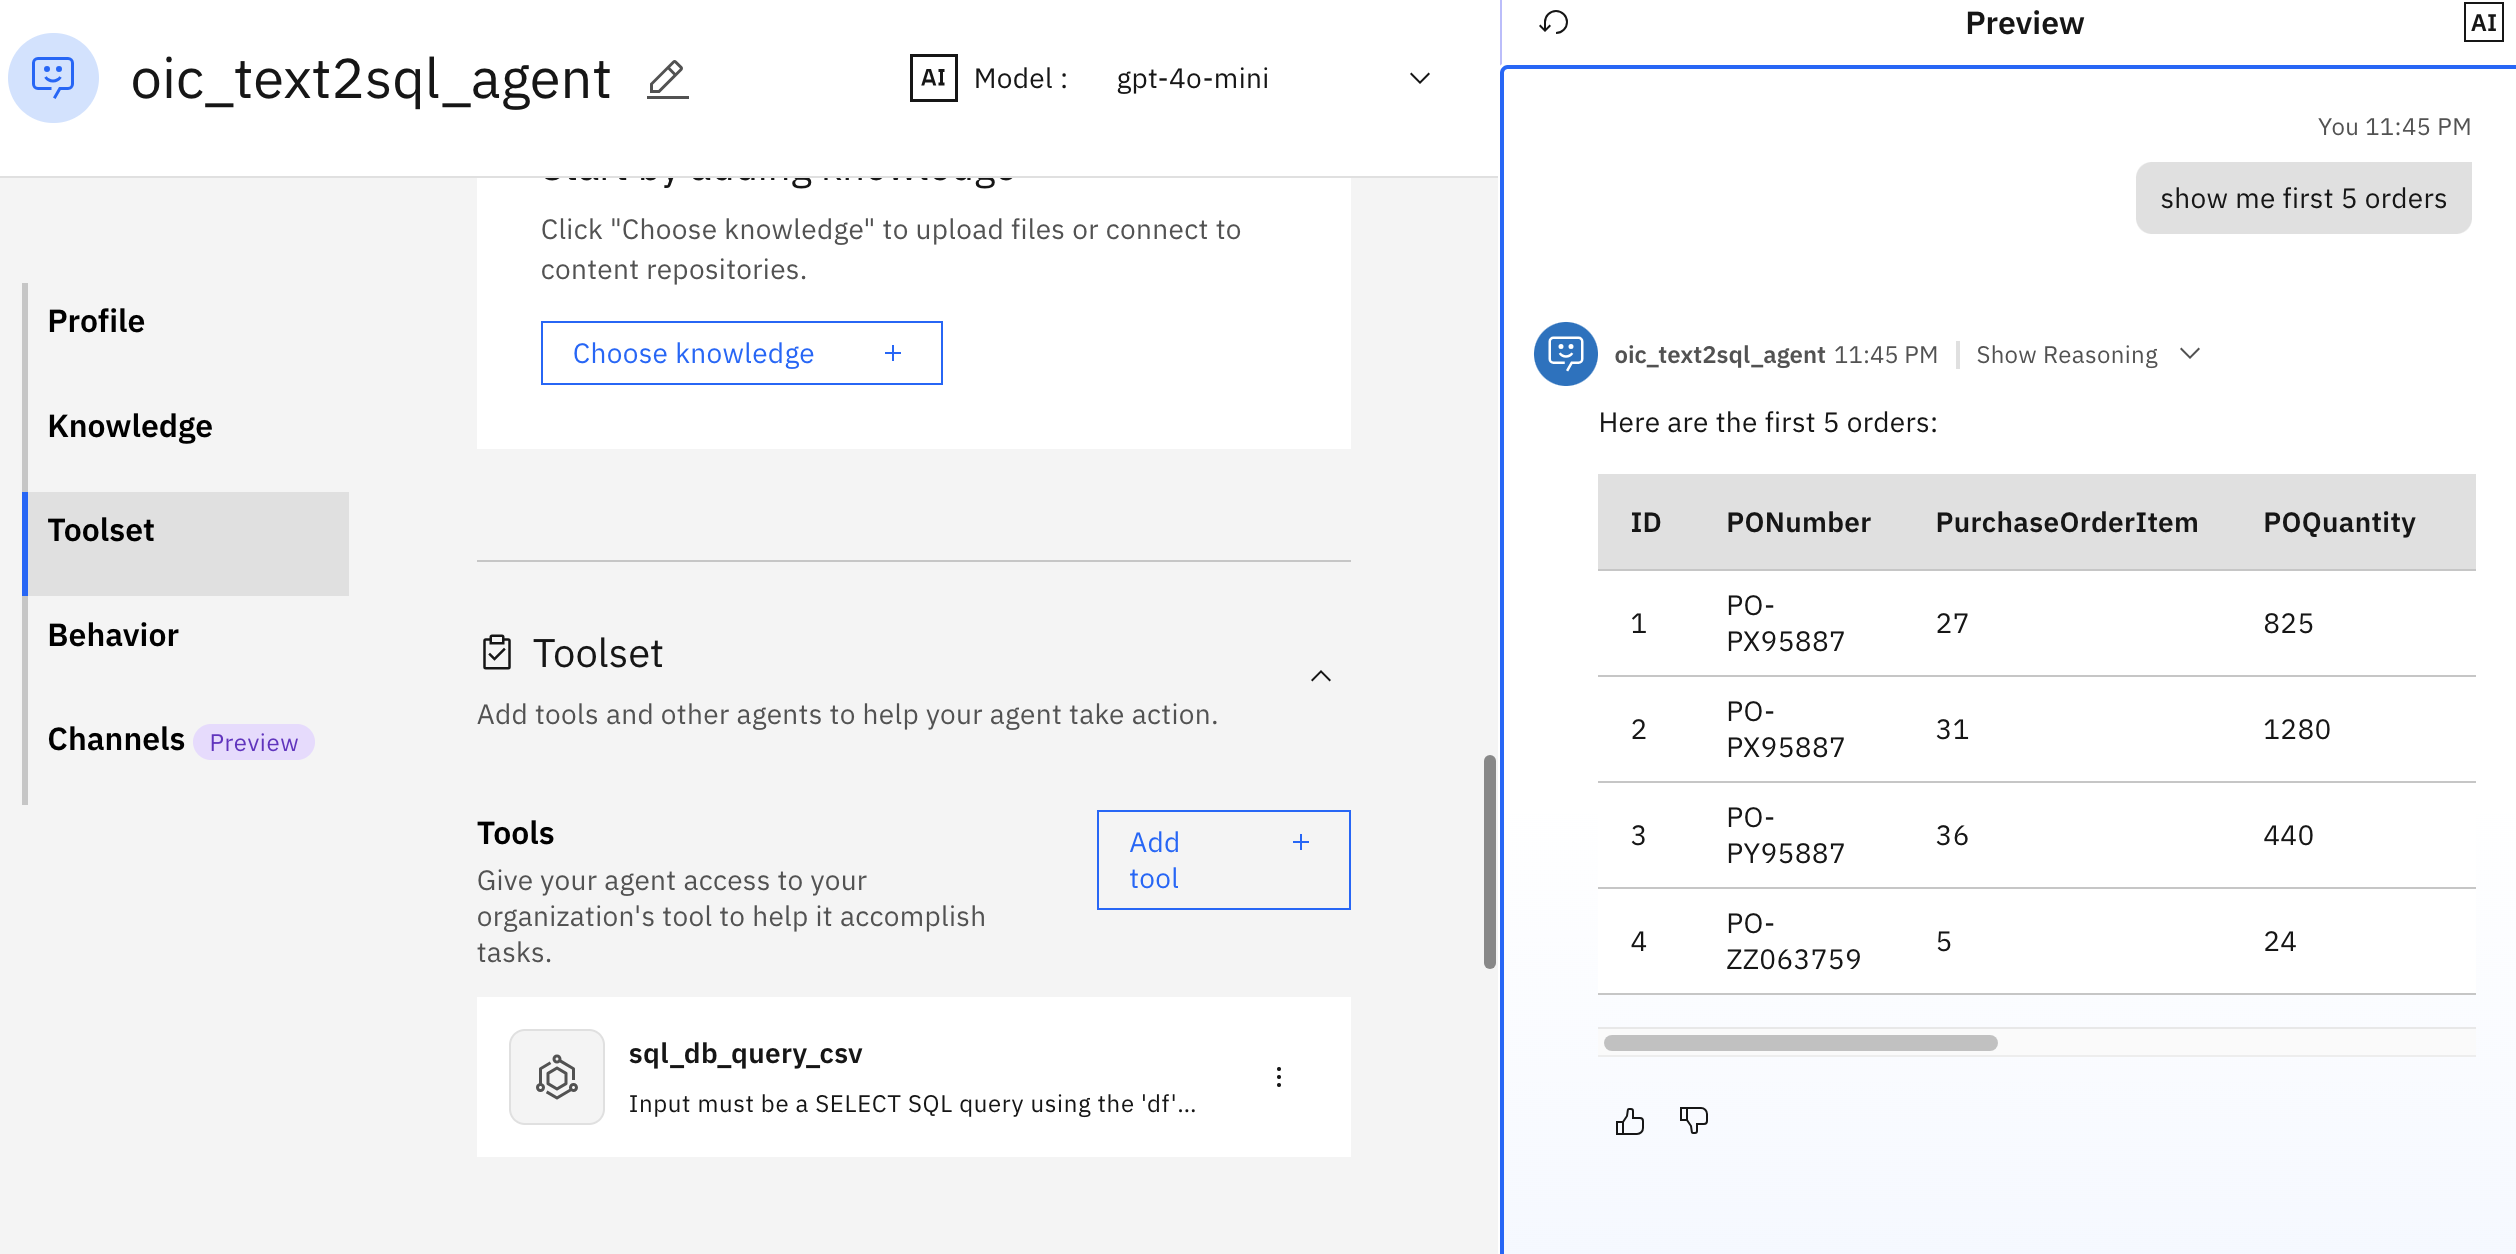 oic_text2sql_agent
AI Model : gpt-4o-mini
Start by adding knowledge
Click "Choose knowledge" to upload files or connect to
content repositories.
Choose knowledge +
Profile
Knowledge
Toolset
Behavior
Channels Preview
Toolset
Add tools and other agents to help your agent take action.
Tools
Give your agent access to your
organization's tool to help it accomplish
tasks.
Add +
tool
sql_db_query_csv
Input must be a SELECT SQL query using the 'df'...
Preview
AI
You 11:45 PM
show me first 5 orders
oic_text2sql_agent 11:45 PM Show Reasoning
Here are the first 5 orders:
ID PONumber PurchaseOrderItem POQuantity
1 PO-
PX95887 27 825
2 PO-
PX95887 31 1280
3 PO-
PY95887 36 440
4 PO-
ZZ063759 5 24